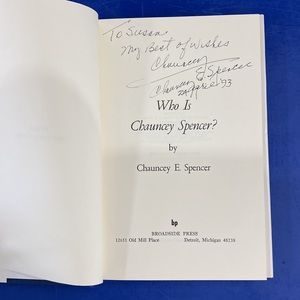 To Susan
My Best of Wishes
Chauncey
E Spencer
Chauncey
April '93
Who Is
Chauncey Spencer?
by
Chauncey E. Spencer
bp
BROADSIDE PRESS
12651 Old Mill Place Detroit, Michigan 48238